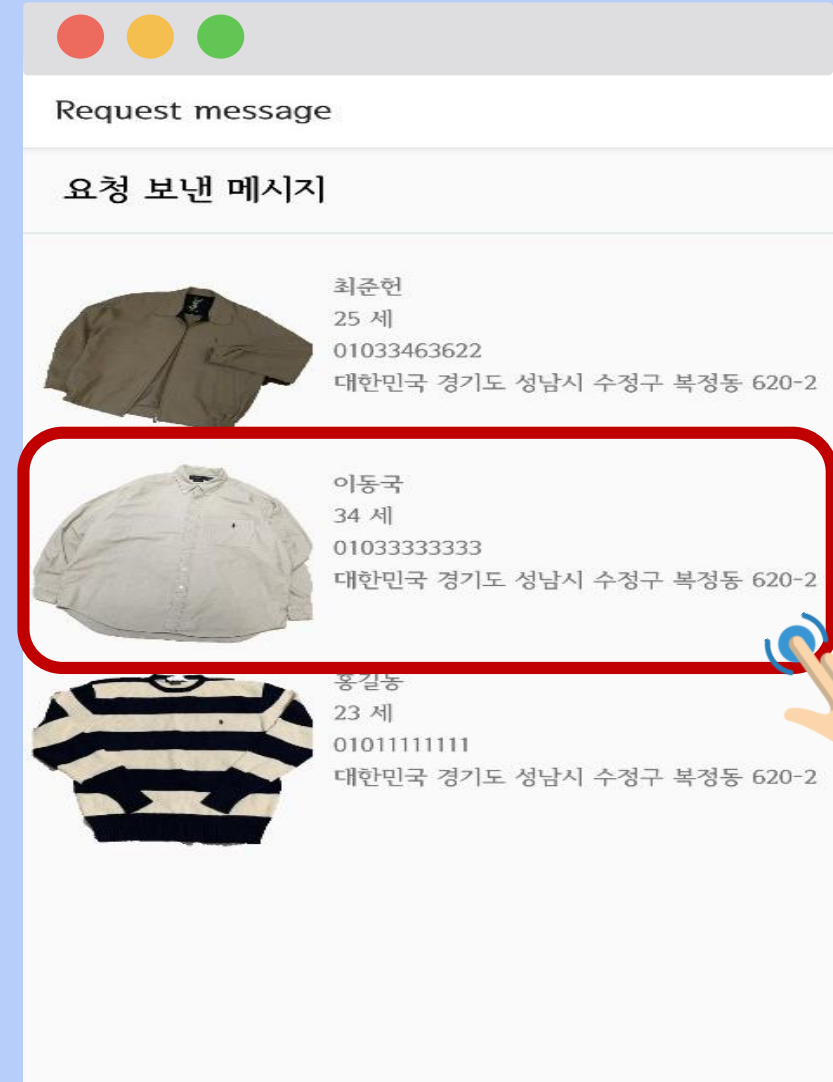 Request message
요청 보낸 메시지
최준헌
25 세
01033463622
대한민국 경기도 성남시 수정구 복정동 620-2
이동국
34 세
01033333333
대한민국 경기도 성남시 수정구 복정동 620-2
홍길동
23 세
01011111111
대한민국 경기도 성남시 수정구 복정동 620-2